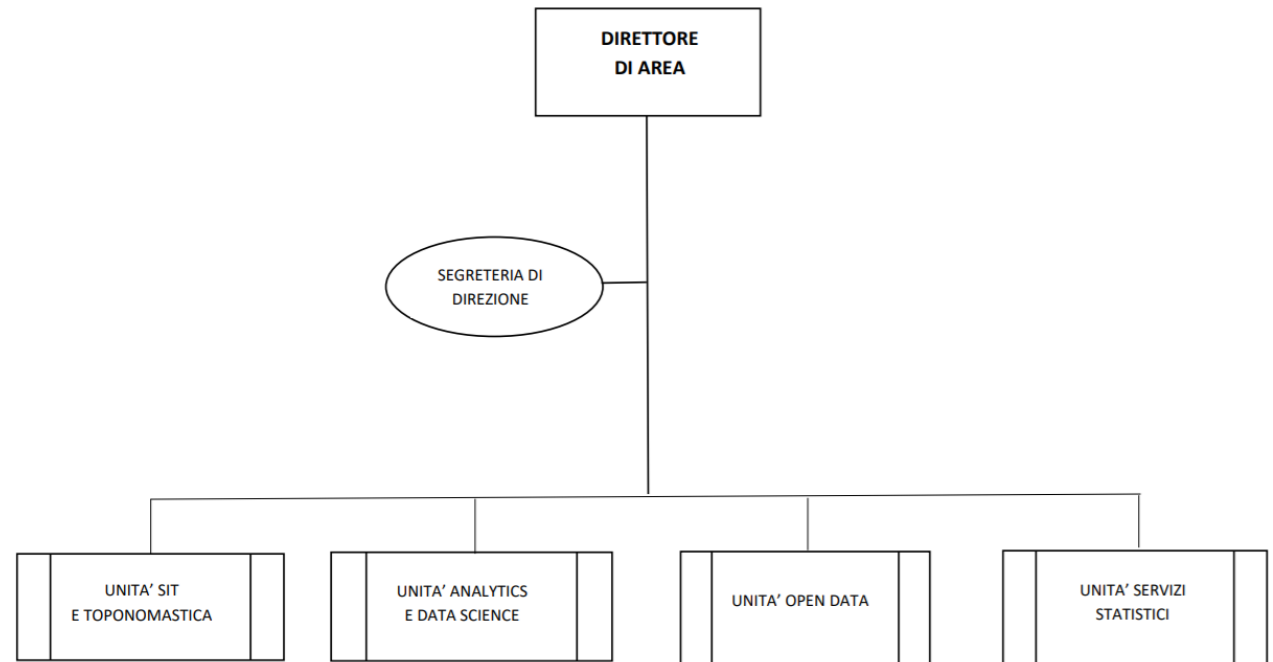 DIRETTORE
DI AREA
SEGRETERIA DI
DIREZIONE
UNITA’ SIT
E TOPONOMASTICA
UNITA’ ANALYTICS
E DATA SCIENCE
UNITA’ OPEN DATA
UNITA’ SERVIZI
STATISTICI